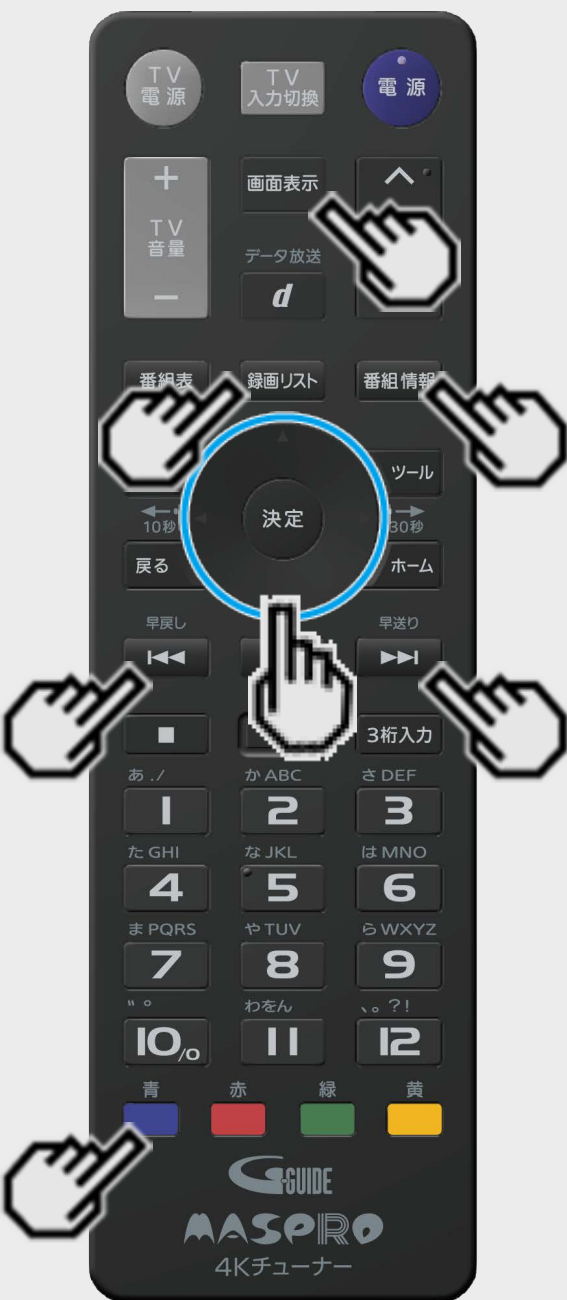 TV
電源
TV
入力切換
電源
+
TV
音量
−
画面表示
データ放送
d
番組表
録画リスト
番組情報
ツール
10秒
決定
30秒
戻る
ホーム
早戻し
早送り
3桁入力
あ./
かABC
さDEF
1
2
3
たGHI
なJKL
はMNO
4
5
6
まPQRS
やTUV
らWXYZ
7
8
9
゛゜
わをん
、。?!
10/0
11
12
青
赤
緑
黄
G-GUIDE
MASPRO
4Kチューナー